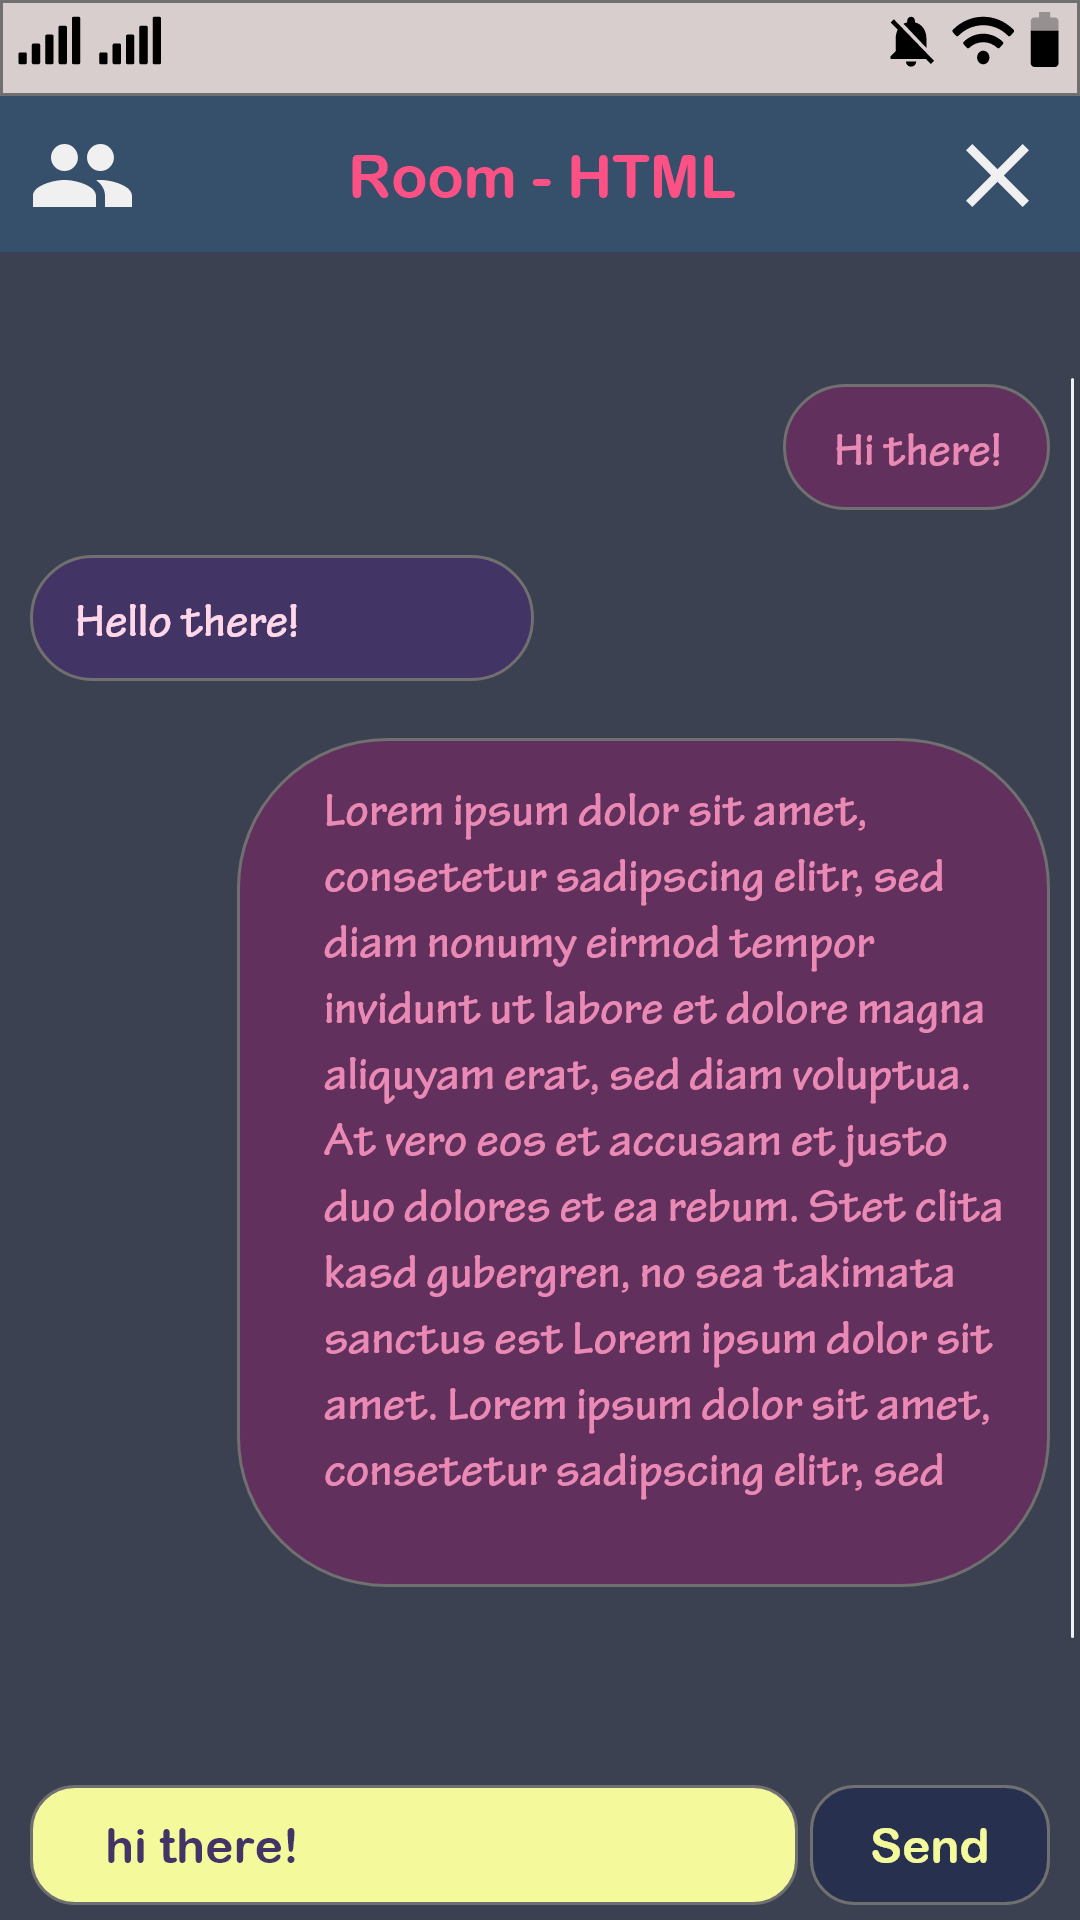 Room - HTML
Hi there!
Hello there!
Lorem ipsum dolor sit amet,
consetetur sadipscing elitr, sed
diam nonumy eirmod tempor
invidunt ut labore et dolore magna
aliquyam erat, sed diam voluptua.
At vero eos et accusam et justo
duo dolores et ea rebum. Stet clita
kasd gubergren, no sea takimata
sanctus est Lorem ipsum dolor sit
amet. Lorem ipsum dolor sit amet,
consetetur sadipscing elitr, sed
hi there!
Send